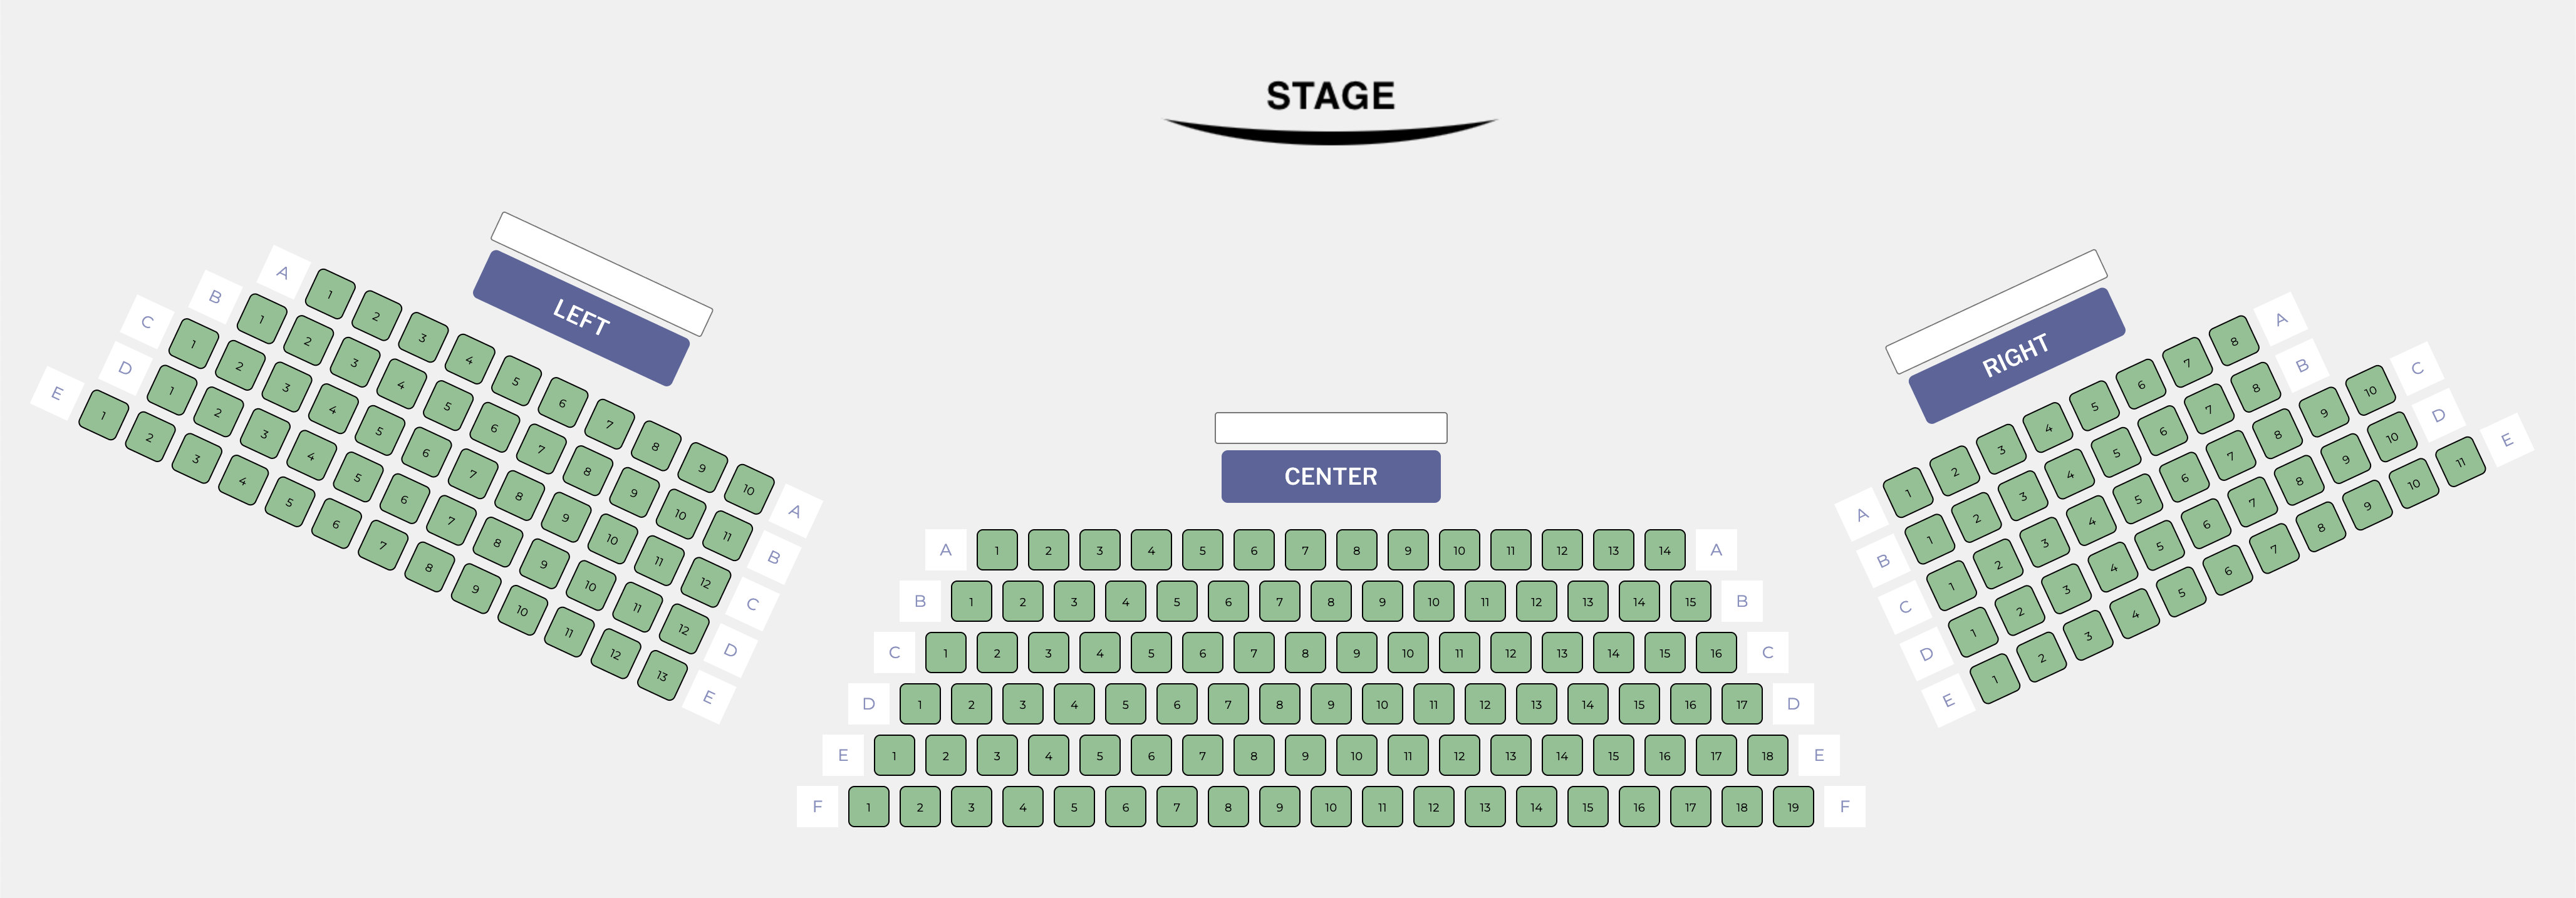 STAGE
LEFT
A 1 2 3 4 5 6 7 8 9 10 A
B 1 2 3 4 5 6 7 8 9 10 11 B
C 1 2 3 4 5 6 7 8 9 10 11 12 C
D 1 2 3 4 5 6 7 8 9 10 11 12 D
E 1 2 3 4 5 6 7 8 9 10 11 12 13 E
CENTER
A 1 2 3 4 5 6 7 8 9 10 11 12 13 14 A
B 1 2 3 4 5 6 7 8 9 10 11 12 13 14 15 B
C 1 2 3 4 5 6 7 8 9 10 11 12 13 14 15 16 C
D 1 2 3 4 5 6 7 8 9 10 11 12 13 14 15 16 17 D
E 1 2 3 4 5 6 7 8 9 10 11 12 13 14 15 16 17 18 E
F 1 2 3 4 5 6 7 8 9 10 11 12 13 14 15 16 17 18 19 F
RIGHT
A 1 2 3 4 5 6 7 8 A
B 1 2 3 4 5 6 7 8 B
C 1 2 3 4 5 6 7 8 9 10 C
D 1 2 3 4 5 6 7 8 9 10 D
E 1 2 3 4 5 6 7 8 9 10 11 E